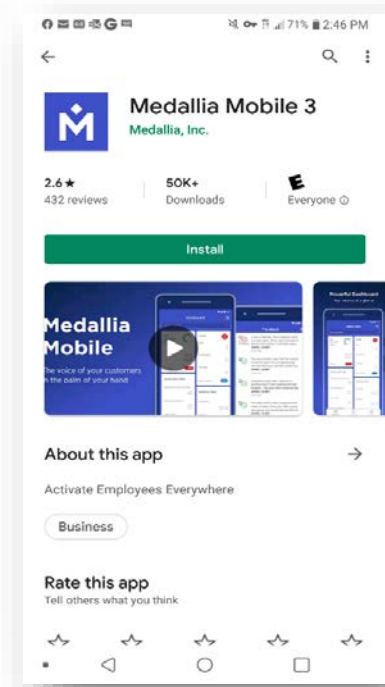 71% 2:46 PM
Medallia Mobile 3
Medallia, Inc.
2.6★ 50K+ E
432 reviews Downloads Everyone
Install
Medallia
Mobile
The voice of your customers
in the palm of your hand
About this app
Activate Employees Everywhere
Business
Rate this app
Tell others what you think